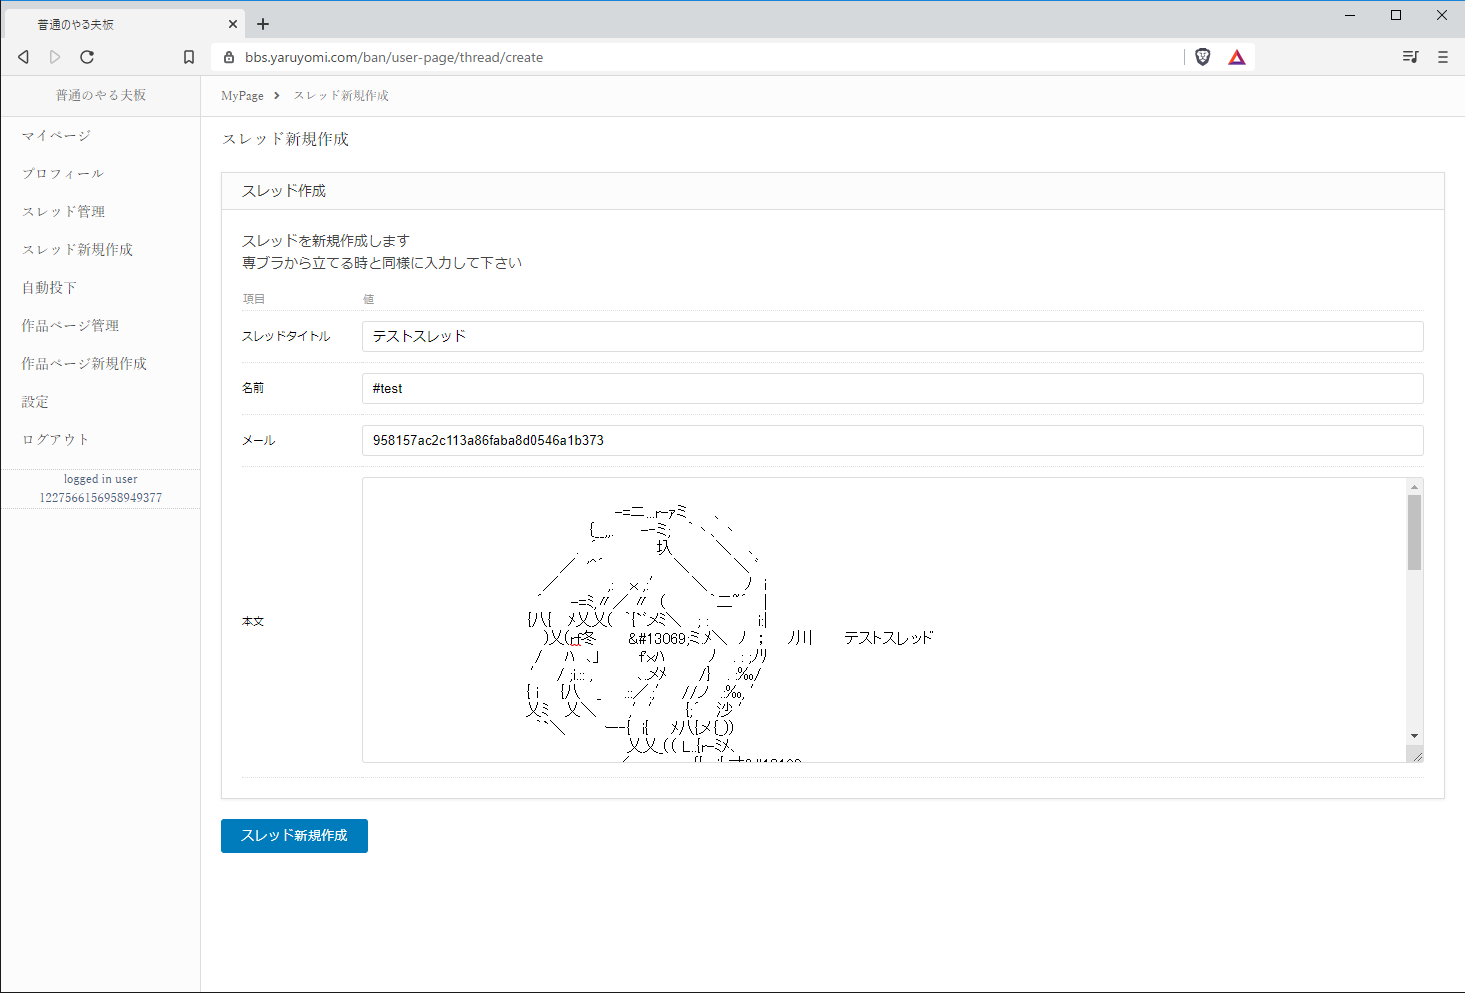 普通のやる夫板
bbs.yaruyomi.com/ban/user-page/thread/create
普通のやる夫板
MyPage
スレッド新規作成
マイページ
プロフィール
スレッド管理
スレッド新規作成
自動投下
作品ページ管理
作品ページ新規作成
設定
ログアウト
logged in user
1227566156958949377
スレッド新規作成
スレッド作成
スレッドを新規作成します
専ブラから立てる時と同様に入力して下さい
項目 値
スレッドタイトル テストスレッド
名前 #test
メール 958157ac2c113a86faba8d0546a1b373
本文
&#13069; テストスレッド
スレッド新規作成